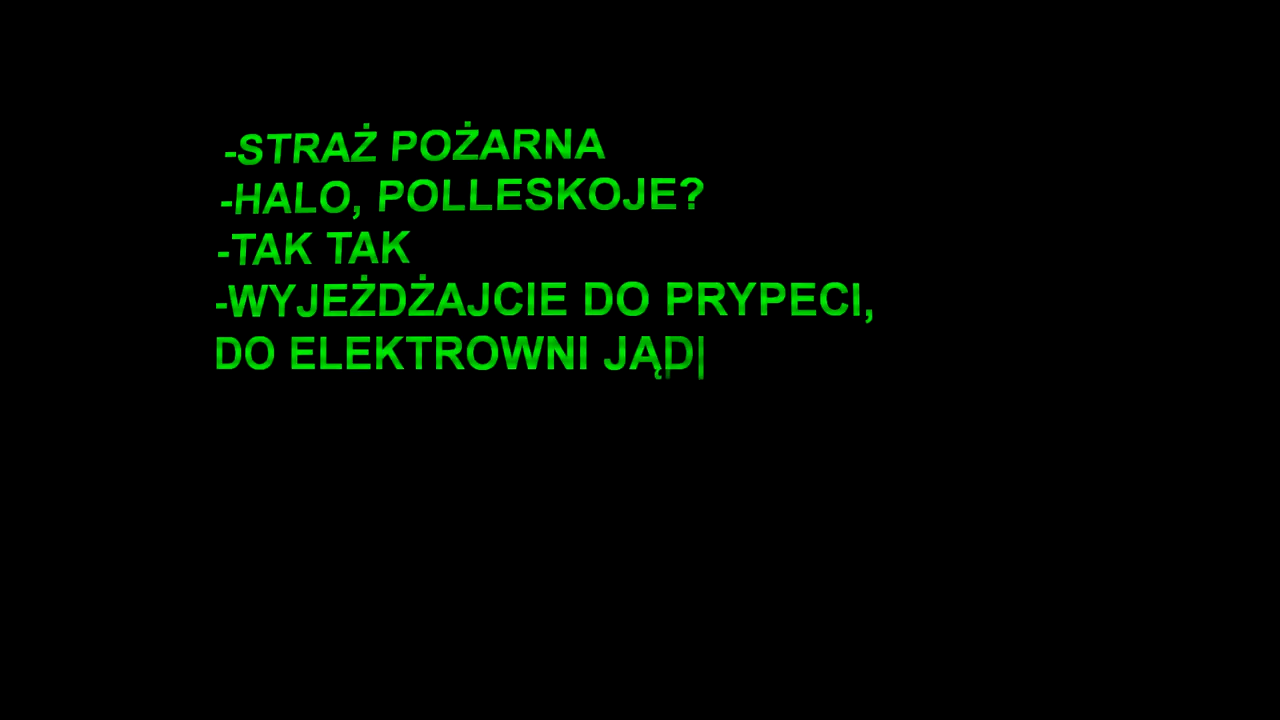 -STRAŻ POŻARNA
-HALO, POLLESKOJE?
-TAK TAK
-WYJEŻDŻAJCIE DO PRYPECI,
DO ELEKTROWNI JĄD|